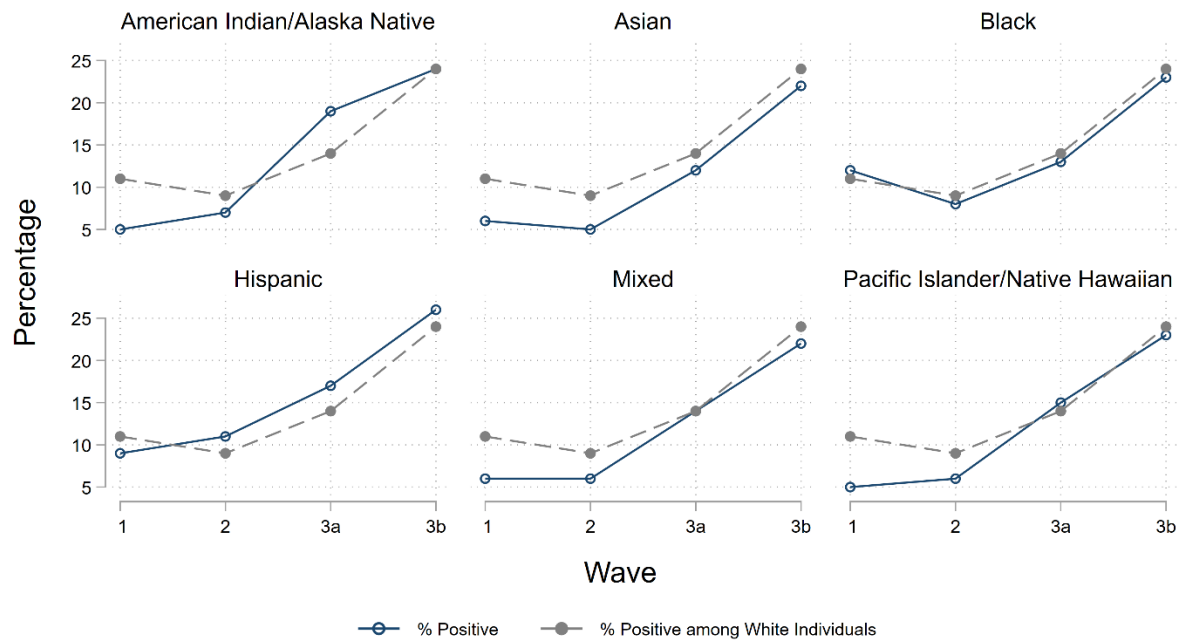 American Indian/Alaska Native
Asian
Black
25
20
15
10
5
Hispanic
Mixed
Pacific Islander/Native Hawaiian
25
20
15
10
5
Percentage
1 2 3a 3b
1 2 3a 3b
1 2 3a 3b
Wave
% Positive
% Positive among White Individuals